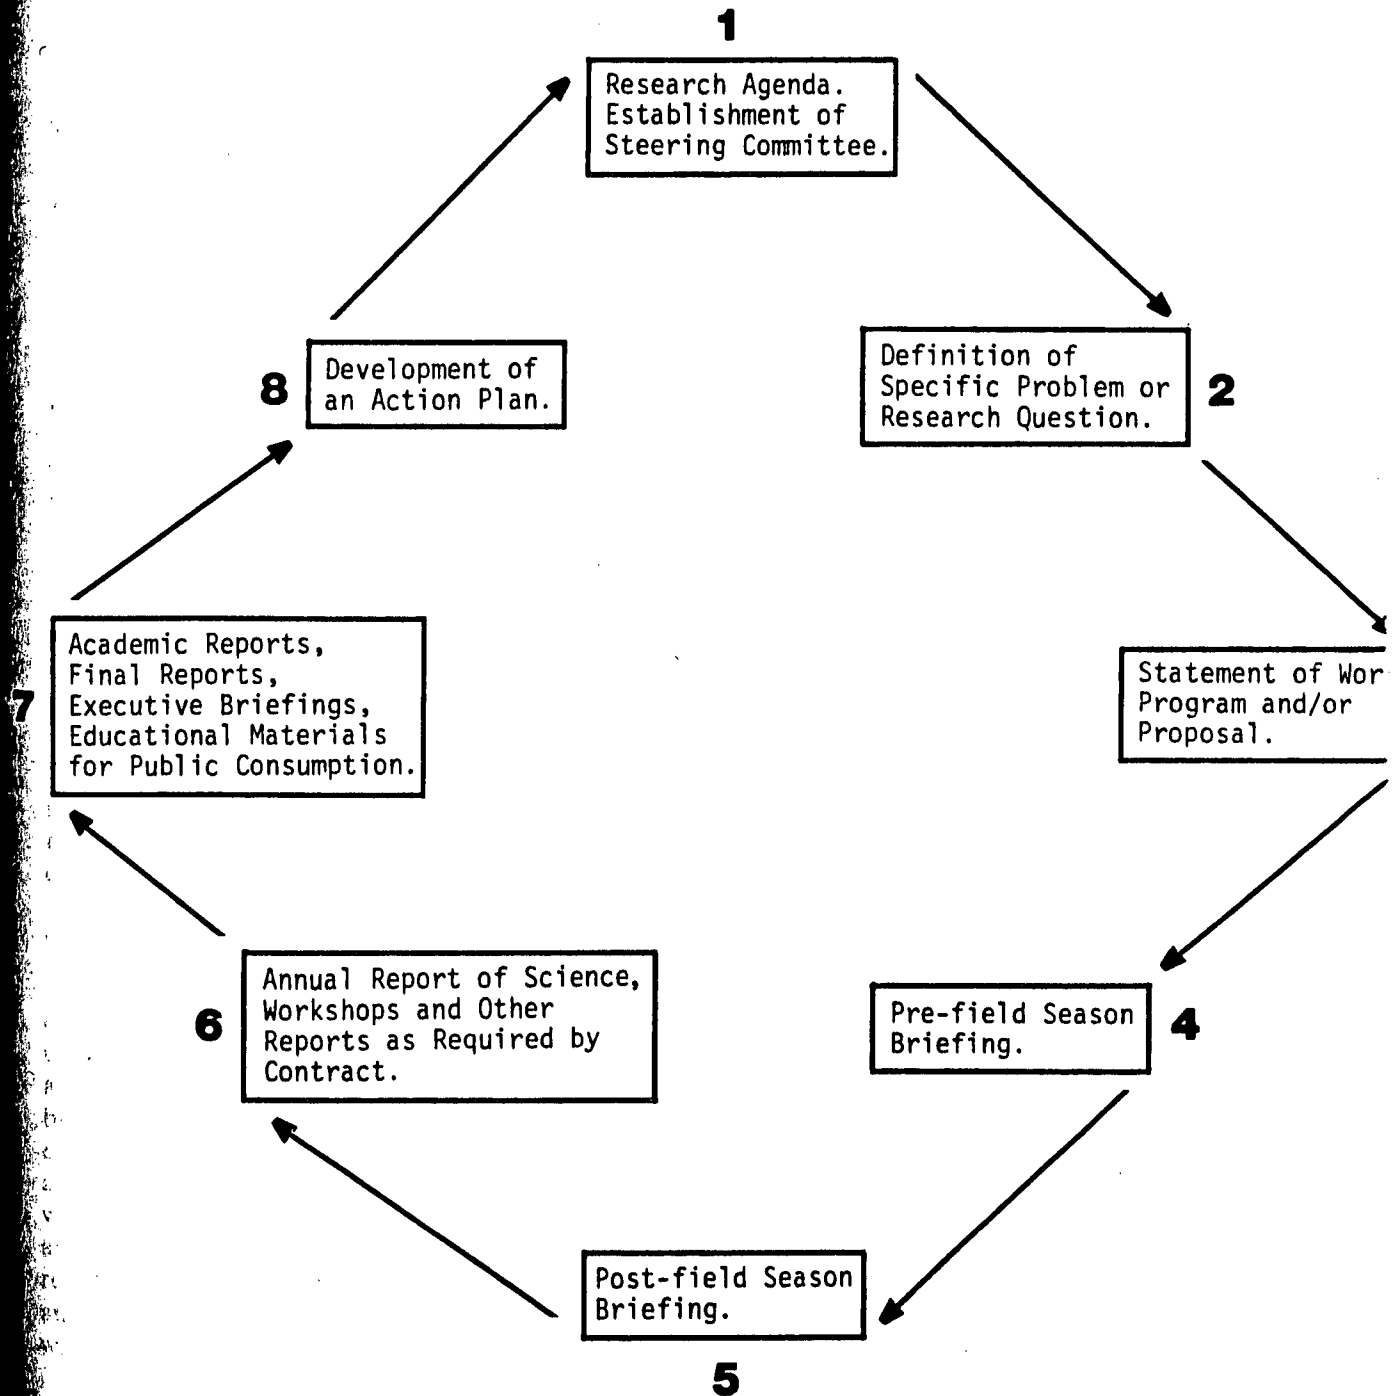 1
Research Agenda.
Establishment of
Steering Committee.
8
Development of
an Action Plan.
Definition of
Specific Problem or
Research Question.
2
Academic Reports,
Final Reports,
Executive Briefings,
Educational Materials
for Public Consumption.
7
Statement of Wor
Program and/or
Proposal.
6
Annual Report of Science,
Workshops and Other
Reports as Required by
Contract.
Pre-field Season
Briefing.
4
Post-field Season
Briefing.
5